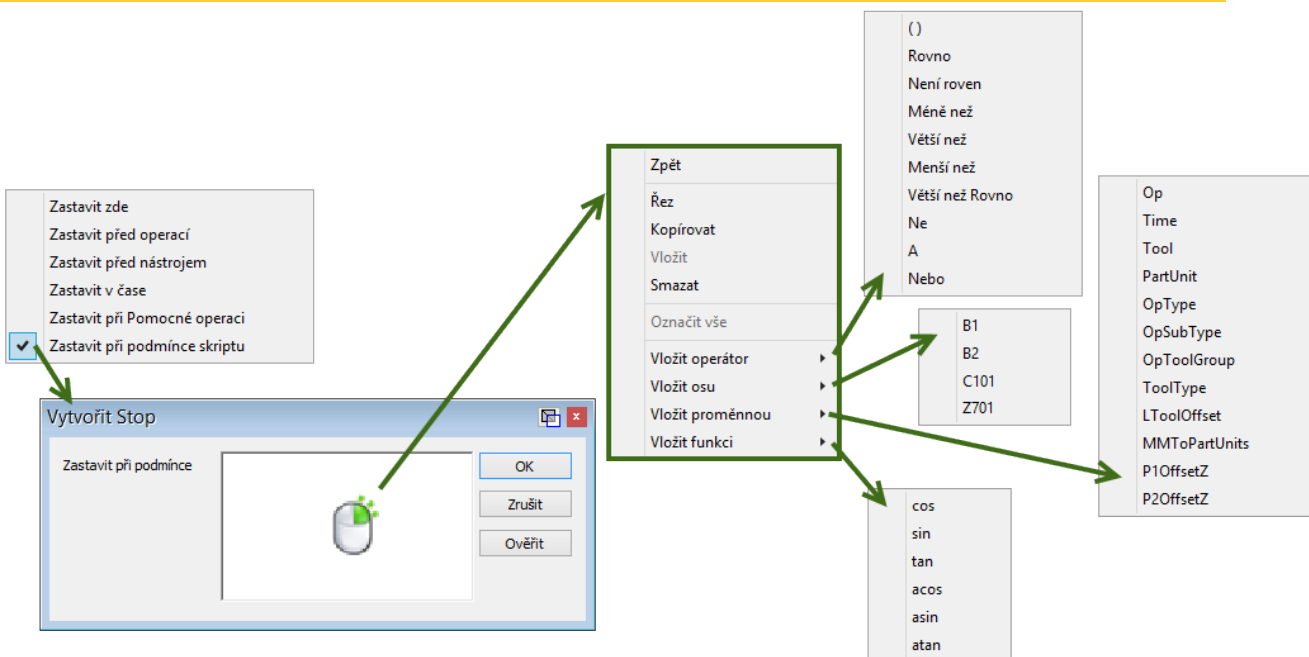 Zastavit zde
Zastavit před operací
Zastavit před nástrojem
Zastavit v čase
Zastavit při Pomocné operaci
Zastavit při podmínce skriptu
Vytvořit Stop
Zastavit při podmínce
OK
Zrušit
Ověřit
Zpět
Řez
Kopírovat
Vložit
Smazat
Označit vše
Vložit operátor
Vložit osu
Vložit proměnnou
Vložit funkci
()
Rovno
Není roven
Méně než
Větší než
Menší než
Větší než Rovno
Ne
A
Nebo
B1
B2
C101
Z701
cos
sin
tan
acos
asin
atan
Op
Time
Tool
PartUnit
OpType
OpSubType
OpToolGroup
ToolType
LToolOffset
MMToPartUnits
P1OffsetZ
P2OffsetZ